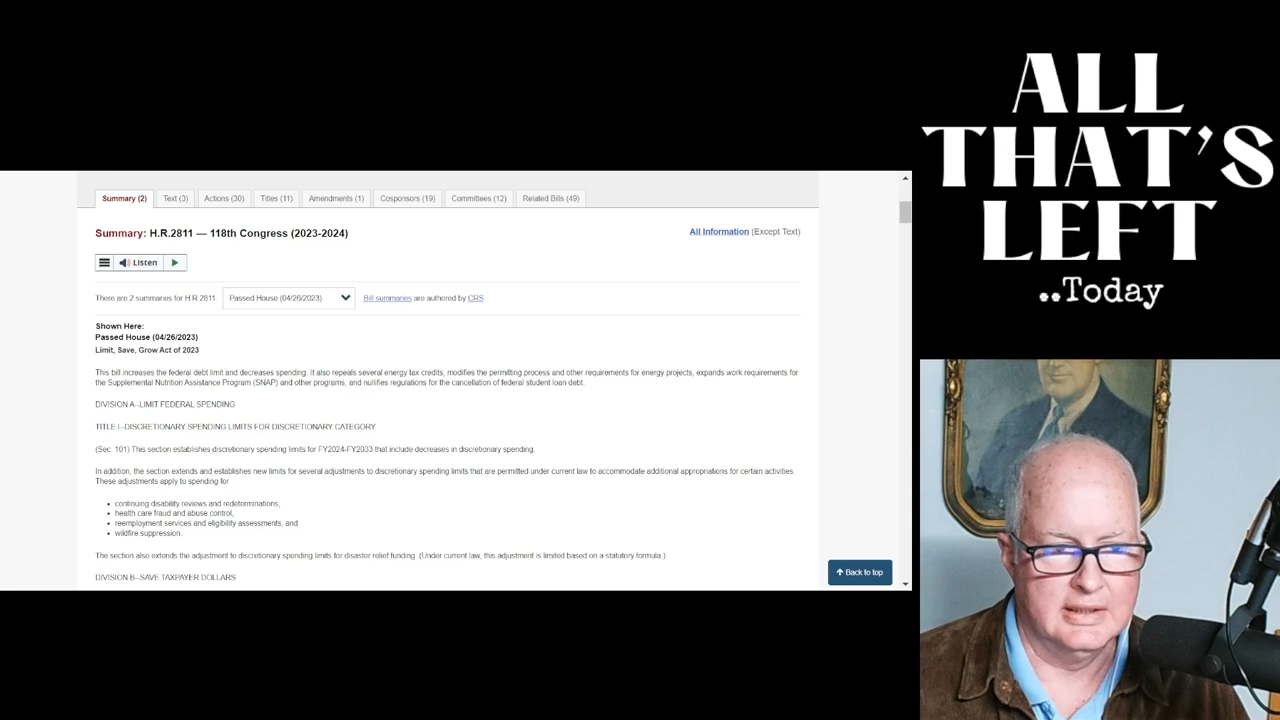 Summary (2)
Text (3)
Actions (30)
Titles (11)
Amendments (1)
Cosponsors (19)
Committees (12)
Related Bills (49)
Summary: H.R.2811 — 118th Congress (2023-2024)
All Information (Except Text)
Listen
There are 2 summaries for H.R.2811.
Passed House (04/26/2023)
Bill summaries are authored by CRS
Shown Here:
Passed House (04/26/2023)
Limit, Save, Grow Act of 2023
This bill increases the federal debt limit and decreases spending. It also repeals several energy tax credits, modifies the permitting process and other requirements for energy projects, expands work requirements for
the Supplemental Nutrition Assistance Program (SNAP) and other programs, and nullifies regulations for the cancellation of federal student loan debt.
DIVISION A--LIMIT FEDERAL SPENDING
TITLE I--DISCRETIONARY SPENDING LIMITS FOR DISCRETIONARY CATEGORY
(Sec. 101) This section establishes discretionary spending limits for FY2024-FY2033 that include decreases in discretionary spending.
In addition, the section extends and establishes new limits for several adjustments to discretionary spending limits that are permitted under current law to accommodate additional appropriations for certain activities.
These adjustments apply to spending for
• continuing disability reviews and redeterminations,
• health care fraud and abuse control,
• reemployment services and eligibility assessments, and
• wildfire suppression.
The section also extends the adjustment to discretionary spending limits for disaster relief funding. (Under current law, this adjustment is limited based on a statutory formula.)
DIVISION B--SAVE TAXPAYER DOLLARS
Back to top
ALL
THAT'S
LEFT
..Today